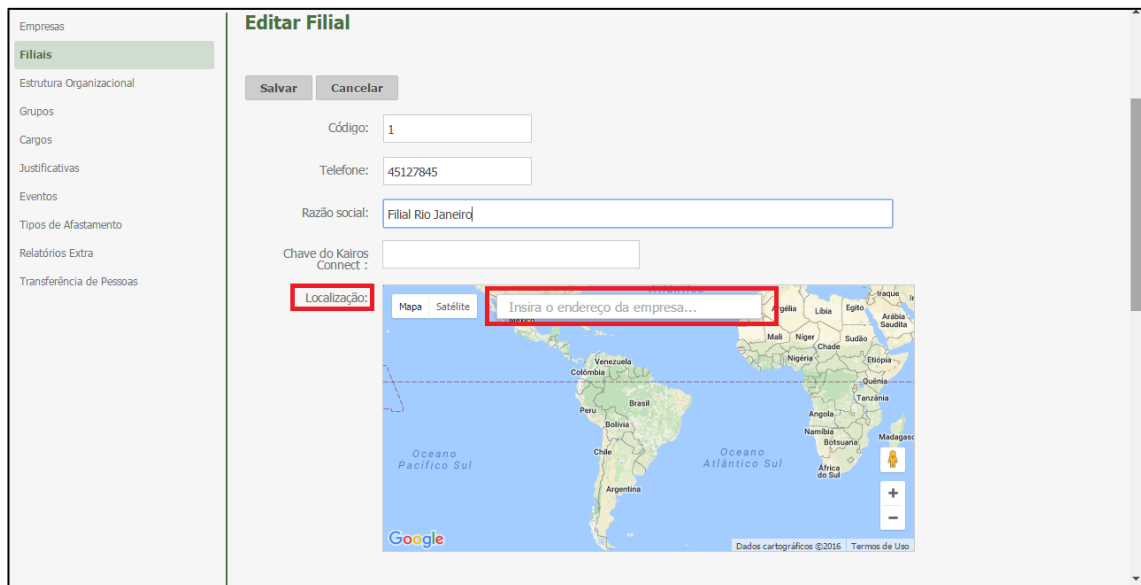 Empresas
Filiais
Estrutura Organizacional
Grupos
Cargos
Justificativas
Eventos
Tipos de Afastamento
Relatórios Extra
Transferência de Pessoas
Editar Filial
Salvar Cancelar
Código: 1
Telefone: 45127845
Razão social: Filial Rio Janeiro
Chave do Kairos
Connect :
Localização:
Mapa Satélite
Insira o endereço da empresa...
México
Iraque
Líbia
Egito
Arábia
Saudita
Mali
Níger
Chade
Sudão
Nigéria
Etiópia
Venezuela
Colômbia
Quênia
Tanzânia
Brasil
Peru
Bolívia
Angola
Namíbia
Botsuana
Madagasc
Chile
Oceano
Pacífico Sul
Oceano
Atlântico Sul
África
do Sul
Argentina
Google
Dados cartográficos ©2016 Termos de Uso